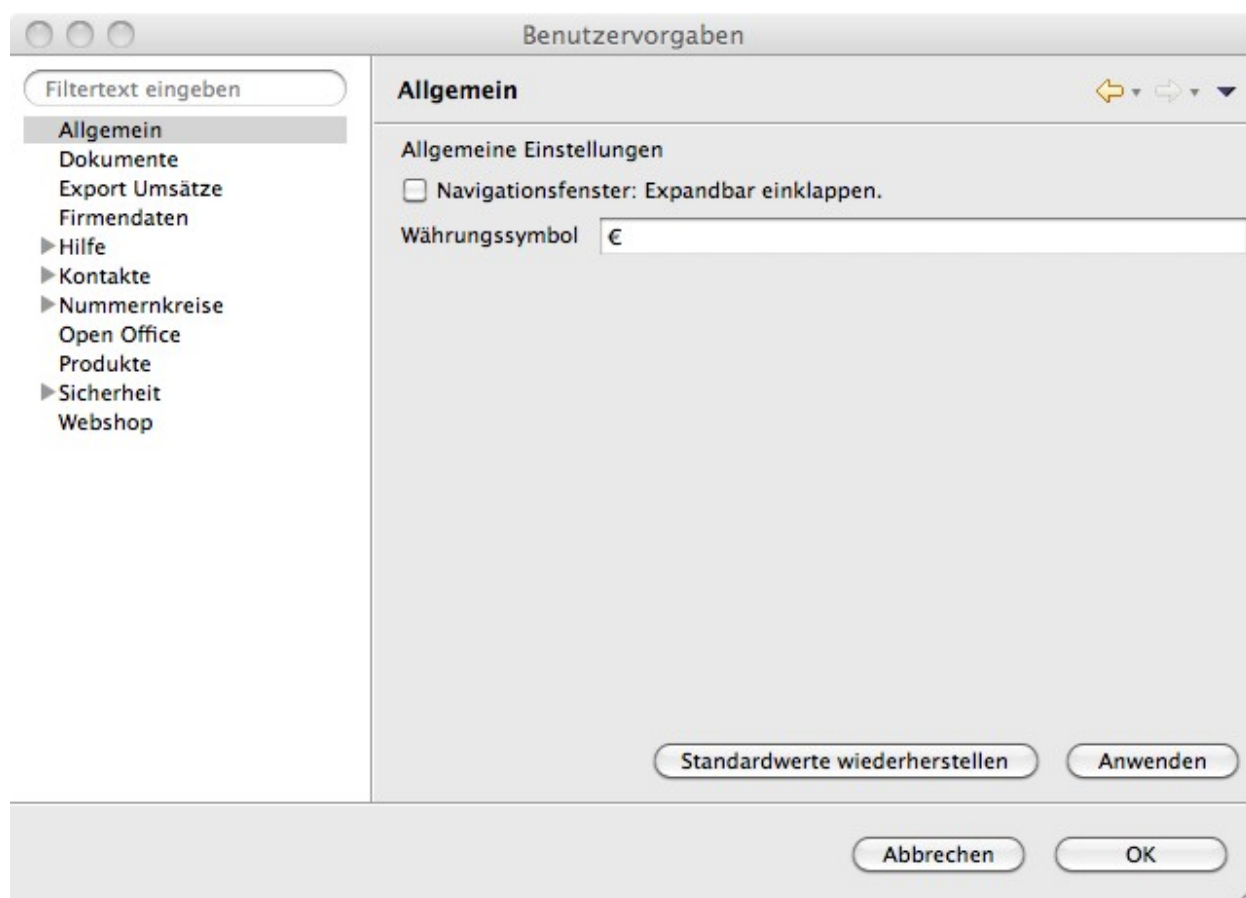 Benutzervorgaben
Filtertext eingeben
Allgemein
Dokumente
Export Umsätze
Firmendaten
Hilfe
Kontakte
Nummernkreise
Open Office
Produkte
Sicherheit
Webshop
Allgemein
Allgemeine Einstellungen
Navigationsfenster: Expandbar einklappen.
Währungssymbol €
Standardwerte wiederherstellen Anwenden
Abbrechen OK